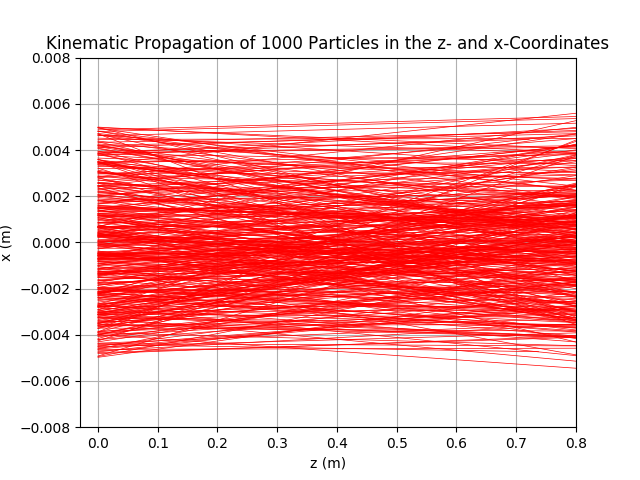 Kinematic Propagation of 1000 Particles in the z- and x-Coordinates
0.008
0.006
0.004
0.002
0.000
−0.002
−0.004
−0.006
−0.008
x (m)
0.0 0.1 0.2 0.3 0.4 0.5 0.6 0.7 0.8
z (m)